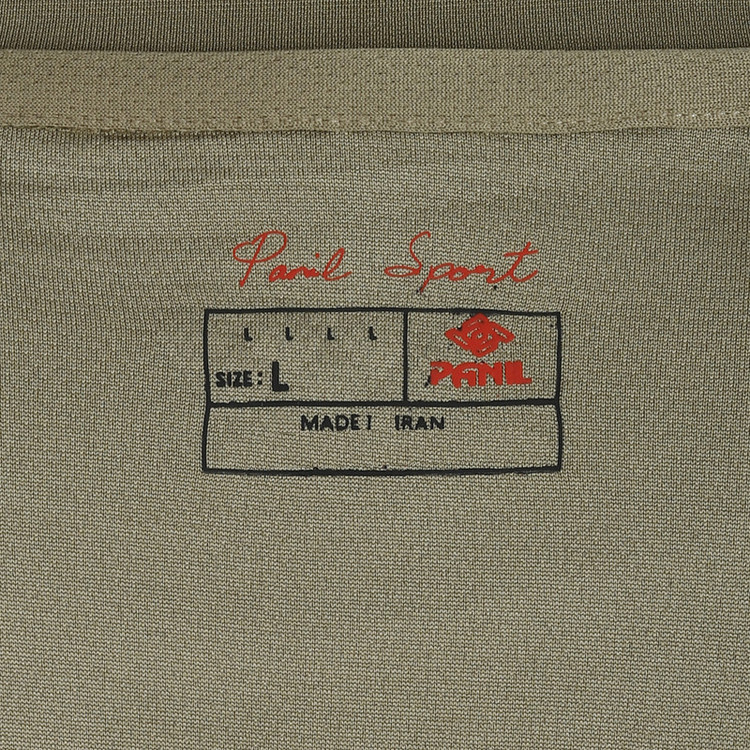 Panil Sport
L L L L
SIZE: L
PANIL
MADE I IRAN